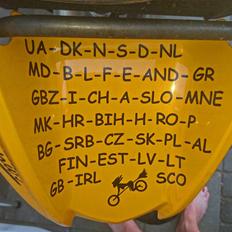 UA-DK-N-S-D-NL
MD-B-L-F-E-AND-GR
GBZ-I-CH-A-SLO-MNE
MK-HR-BIH-H-RO-P
BG-SRB-CZ-SK-PL-AL
FIN-EST-LV-LT
GB-IRL SCO